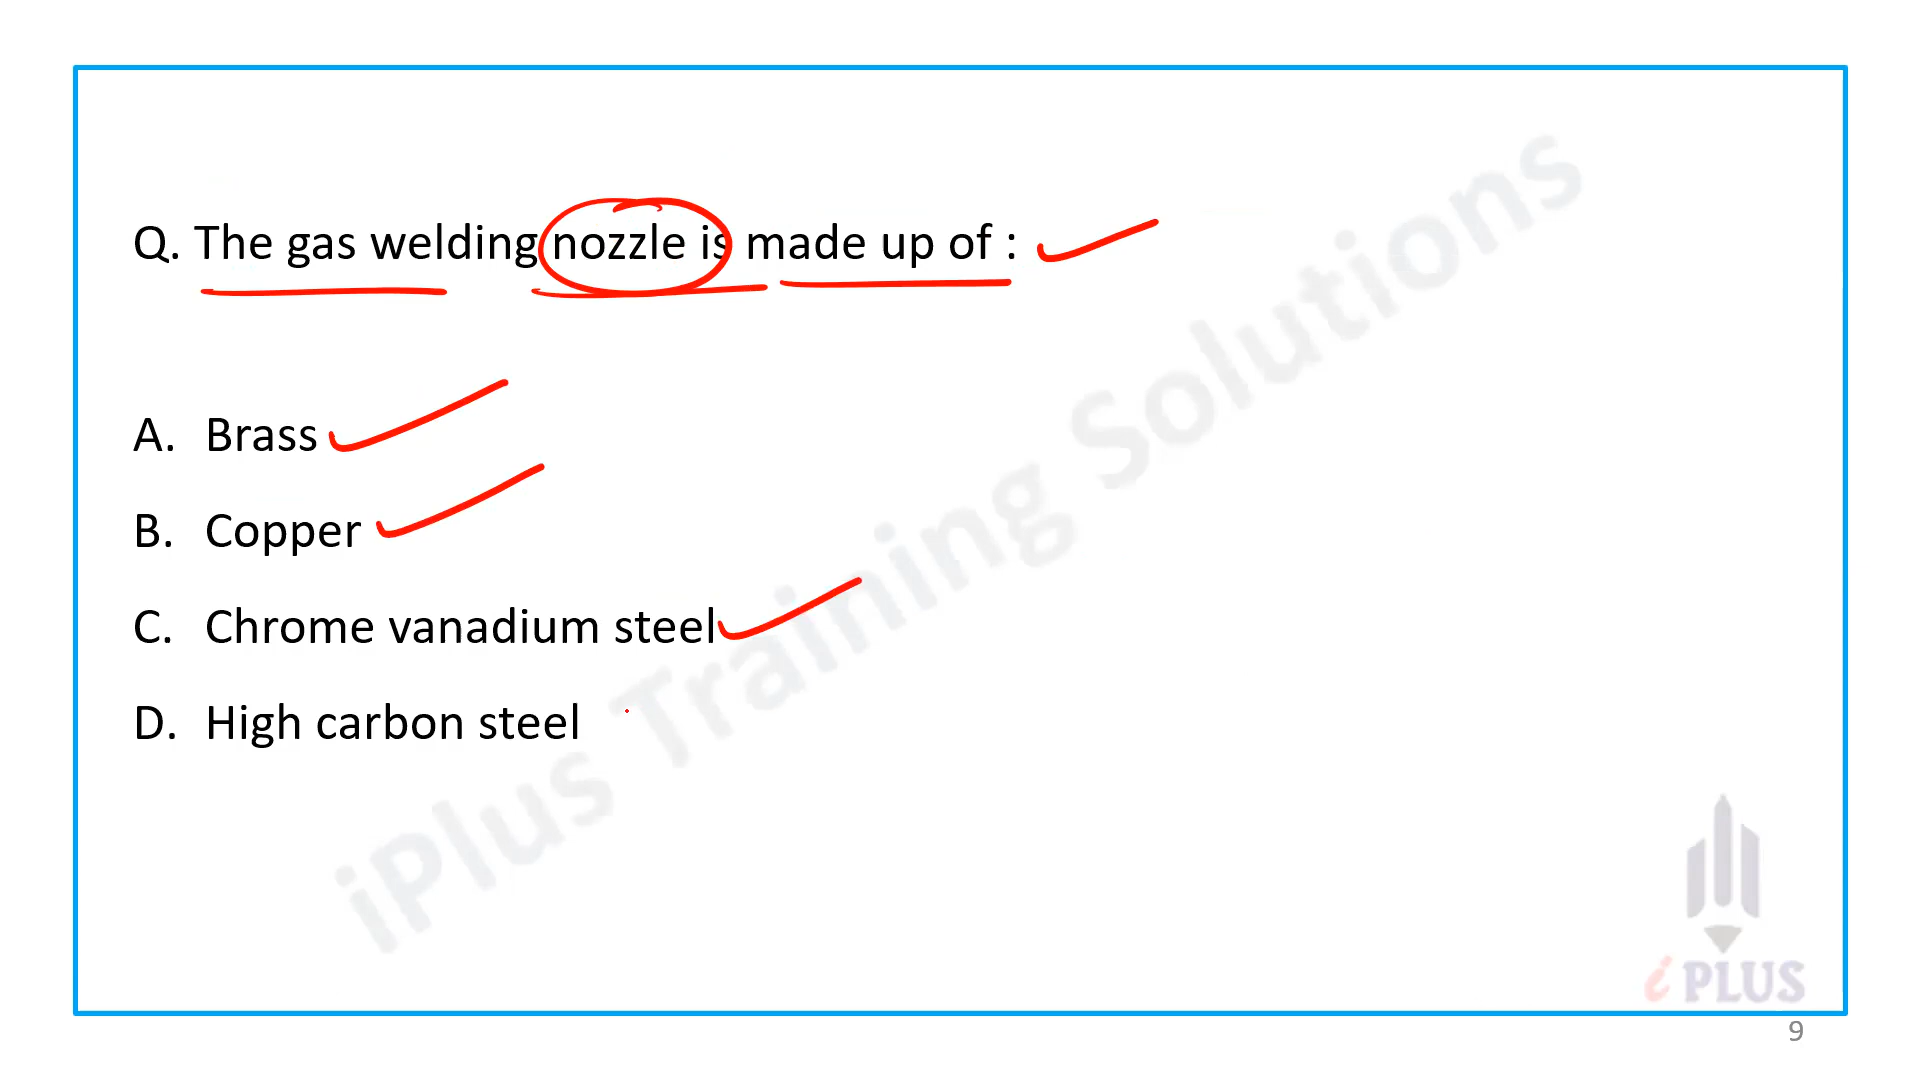 Q. The gas welding nozzle is made up of :
A. Brass
B. Copper
C. Chrome vanadium steel
D. High carbon steel
iPlus Training Solutions
i PLUS
9